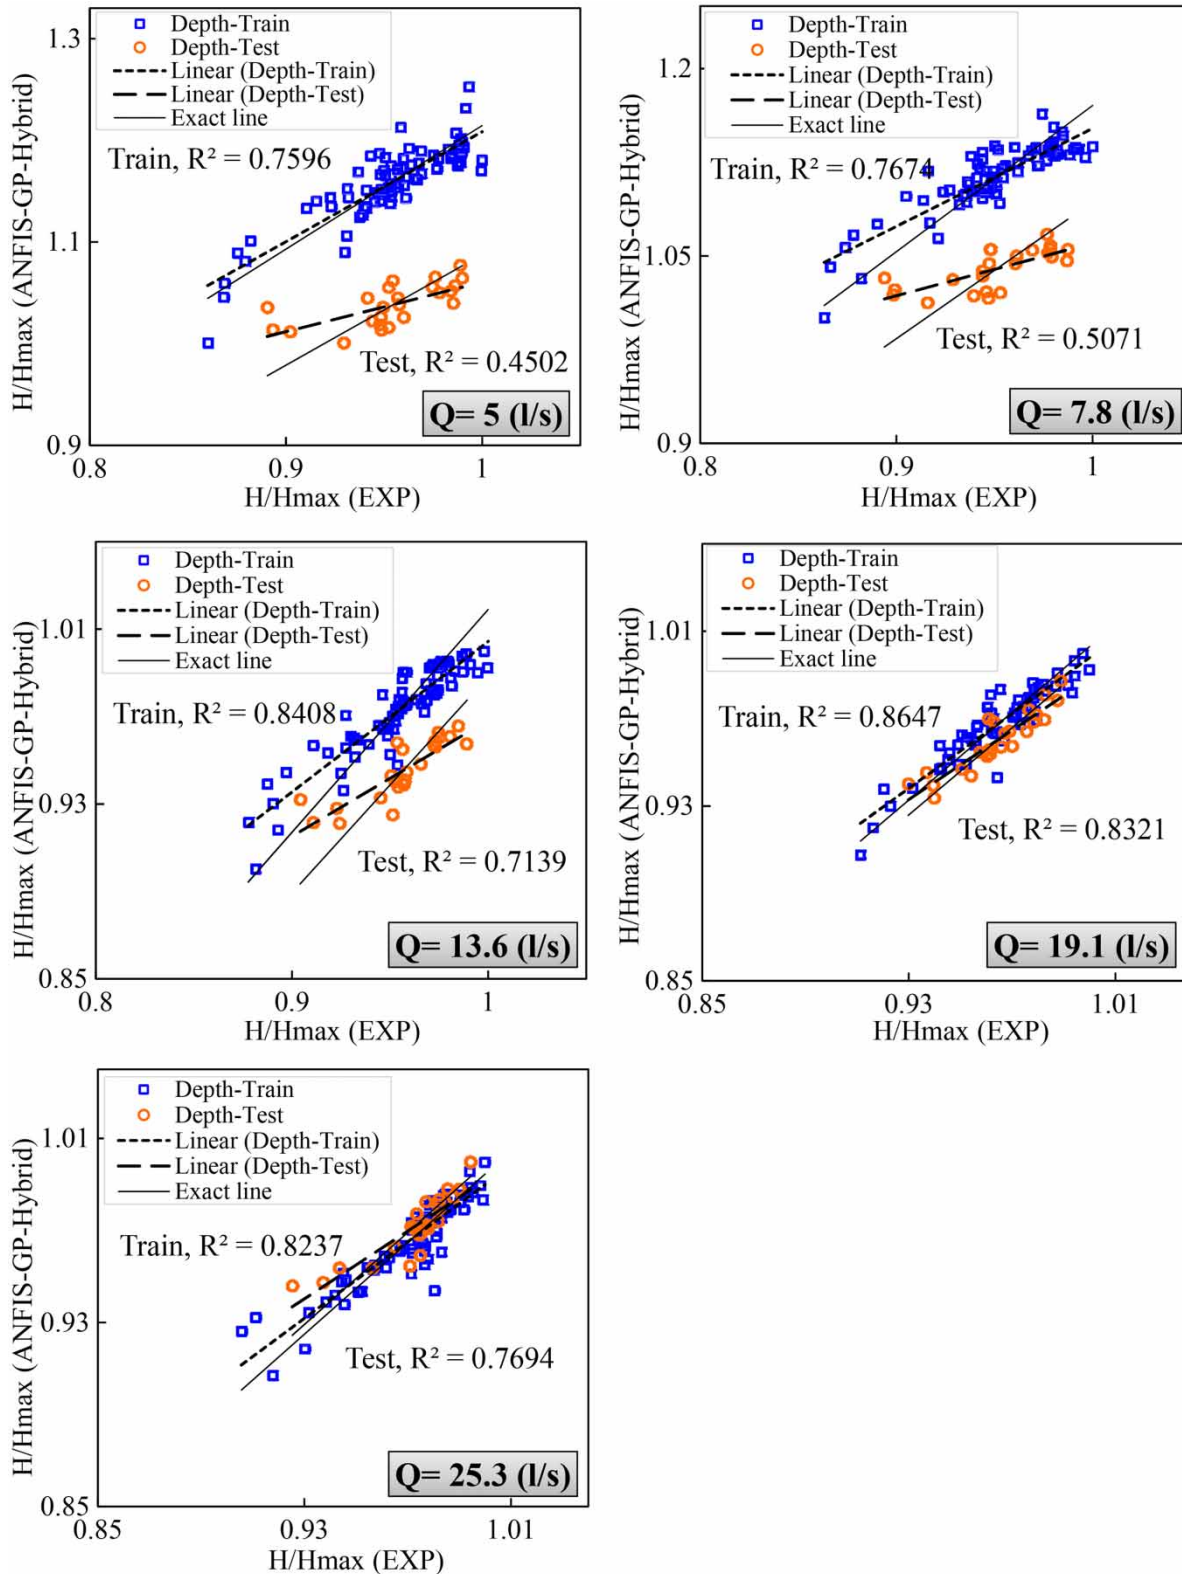 Depth-Train
Depth-Test
Linear (Depth-Train)
Linear (Depth-Test)
Exact line
Train, R² = 0.7596
Test, R² = 0.4502
Q= 5 (l/s)
1.3
1.1
0.9
0.8
0.9
1
H/Hmax (ANFIS-GP-Hybrid)
H/Hmax (EXP)
Depth-Train
Depth-Test
Linear (Depth-Train)
Linear (Depth-Test)
Exact line
Train, R² = 0.7674
Test, R² = 0.5071
Q= 7.8 (l/s)
1.2
1.05
0.9
0.8
0.9
1
H/Hmax (ANFIS-GP-Hybrid)
H/Hmax (EXP)
Depth-Train
Depth-Test
Linear (Depth-Train)
Linear (Depth-Test)
Exact line
Train, R² = 0.8408
Test, R² = 0.7139
Q= 13.6 (l/s)
1.01
0.93
0.85
0.8
0.9
1
H/Hmax (ANFIS-GP-Hybrid)
H/Hmax (EXP)
Depth-Train
Depth-Test
Linear (Depth-Train)
Linear (Depth-Test)
Exact line
Train, R² = 0.8647
Test, R² = 0.8321
Q= 19.1 (l/s)
1.01
0.93
0.85
0.85
0.93
1.01
H/Hmax (ANFIS-GP-Hybrid)
H/Hmax (EXP)
Depth-Train
Depth-Test
Linear (Depth-Train)
Linear (Depth-Test)
Exact line
Train, R² = 0.8237
Test, R² = 0.7694
Q= 25.3 (l/s)
1.01
0.93
0.85
0.85
0.93
1.01
H/Hmax (ANFIS-GP-Hybrid)
H/Hmax (EXP)